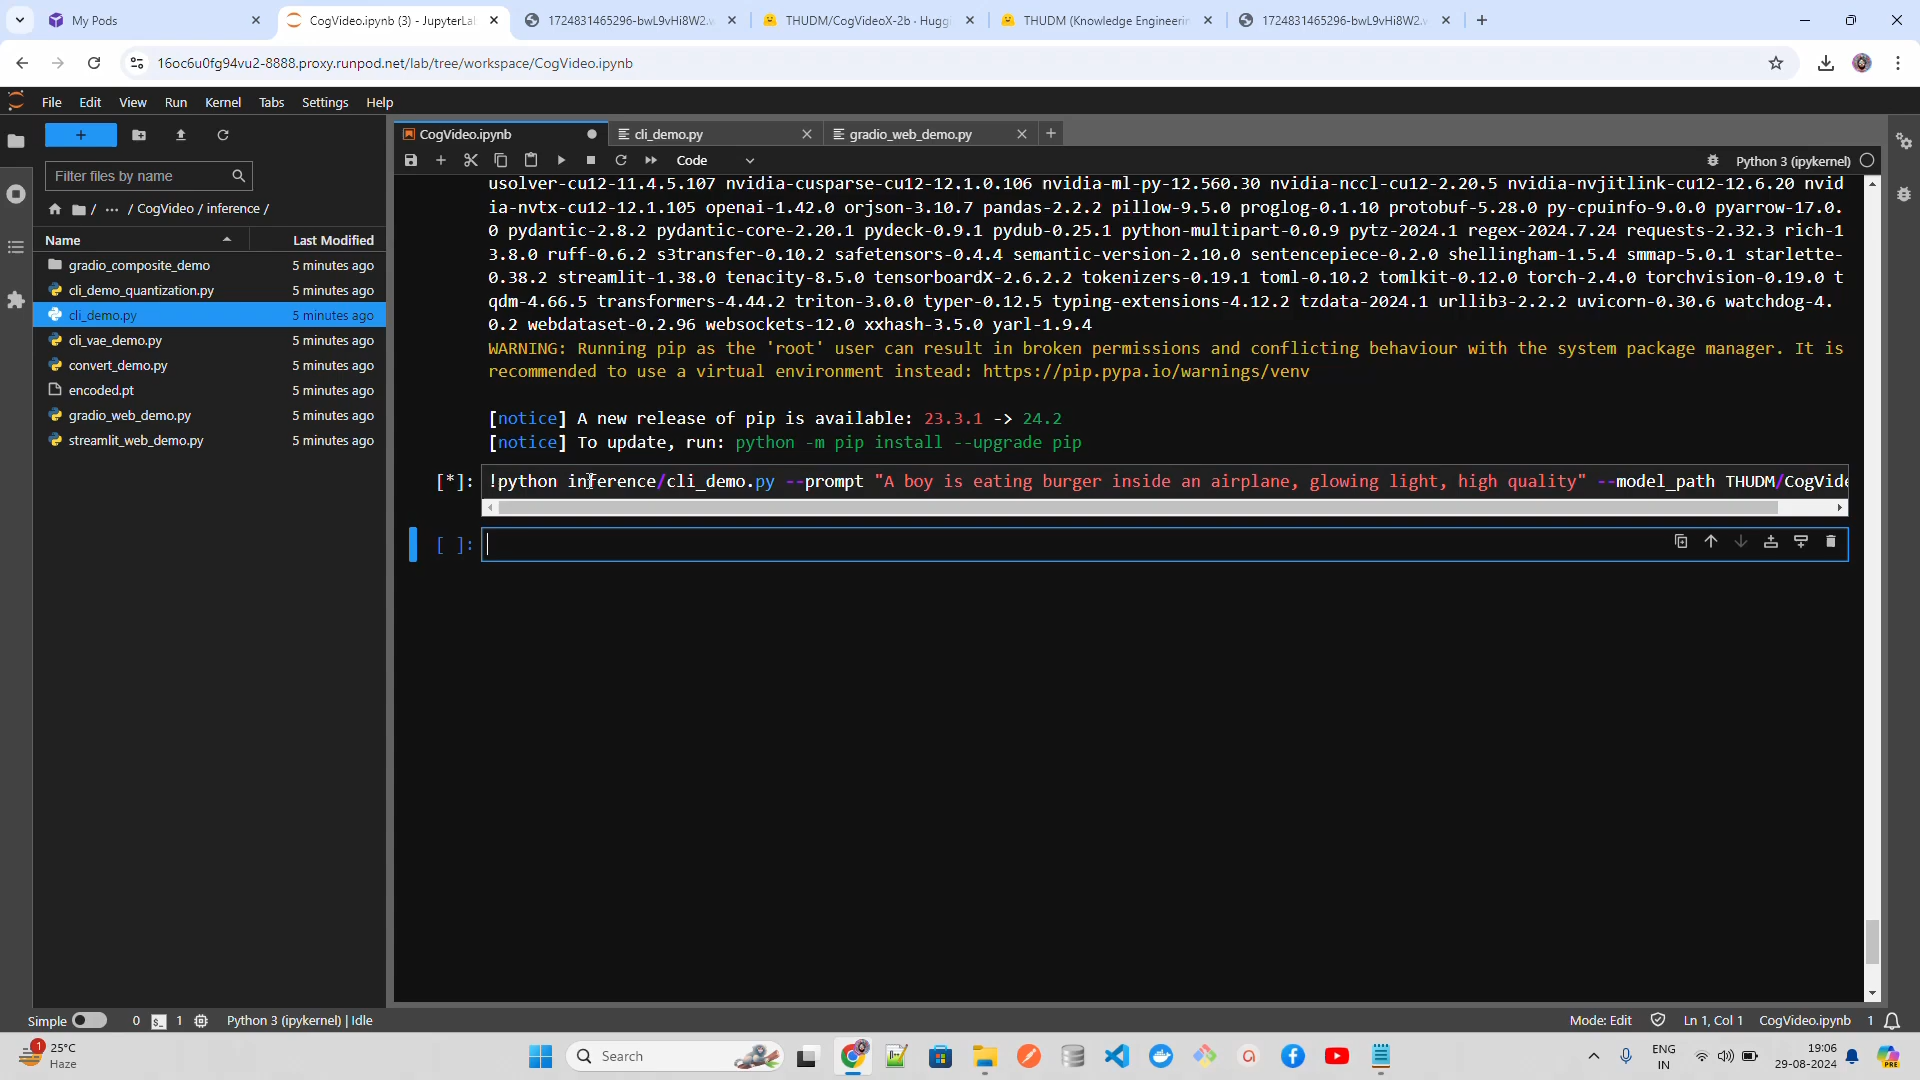 My Pods
CogVideo.ipynb (3) - JupyterLa
1724831465296-bwL9vHi8W2.w
THUDM/CogVideoX-2b - Huggi
THUDM (Knowledge Engineerin
1724831465296-bwL9vHi8W2.w
16oc6u0fg94vu2-8888.proxy.runpod.net/lab/tree/workspace/CogVideo.ipynb
File Edit View Run Kernel Tabs Settings Help
CogVideo.ipynb
cli_demo.py
gradio_web_demo.py
Code
Python 3 (ipykernel)
Filter files by name
/ ··· / CogVideo / inference /
Name Last Modified
gradio_composite_demo 5 minutes ago
cli_demo_quantization.py 5 minutes ago
cli_demo.py 5 minutes ago
cli_vae_demo.py 5 minutes ago
convert_demo.py 5 minutes ago
encoded.pt 5 minutes ago
gradio_web_demo.py 5 minutes ago
streamlit_web_demo.py 5 minutes ago
usolver-cu12-11.4.5.107 nvidia-cusparse-cu12-12.1.0.106 nvidia-ml-py-12.560.30 nvidia-nccl-cu12-2.20.5 nvidia-nvjitlink-cu12-12.6.20 nvid
ia-nvtx-cu12-12.1.105 openai-1.42.0 orjson-3.10.7 pandas-2.2.2 pillow-9.5.0 proglog-0.1.10 protobuf-5.28.0 py-cpuinfo-9.0.0 pyarrow-17.0.
0 pydantic-2.8.2 pydantic-core-2.20.1 pydeck-0.9.1 pydub-0.25.1 python-multipart-0.0.9 pytz-2024.1 regex-2024.7.24 requests-2.32.3 rich-1
3.8.0 ruff-0.6.2 s3transfer-0.10.2 safetensors-0.4.4 semantic-version-2.10.0 sentencepiece-0.2.0 shellingham-1.5.4 smmap-5.0.1 starlette-
0.38.2 streamlit-1.38.0 tenacity-8.5.0 tensorboardX-2.6.2.2 tokenizers-0.19.1 toml-0.10.2 tomlkit-0.12.0 torch-2.4.0 torchvision-0.19.0 t
qdm-4.66.5 transformers-4.44.2 triton-3.0.0 typer-0.12.5 typing-extensions-4.12.2 tzdata-2024.1 urllib3-2.2.2 uvicorn-0.30.6 watchdog-4.
0.2 webdataset-0.2.96 websockets-12.0 xxhash-3.5.0 yarl-1.9.4
WARNING: Running pip as the 'root' user can result in broken permissions and conflicting behaviour with the system package manager. It is
recommended to use a virtual environment instead: https://pip.pypa.io/warnings/venv
[notice] A new release of pip is available: 23.3.1 -> 24.2
[notice] To update, run: python -m pip install --upgrade pip
[*]: !python inference/cli_demo.py --prompt "A boy is eating burger inside an airplane, glowing light, high quality" --model_path THUDM/CogVide
[ ]:
Simple 0 $_ 1 Python 3 (ipykernel) | Idle
Mode: Edit Ln 1, Col 1 CogVideo.ipynb 1
1 25°C
Haze
Search
ENG
IN
19:06
29-08-2024
PRE